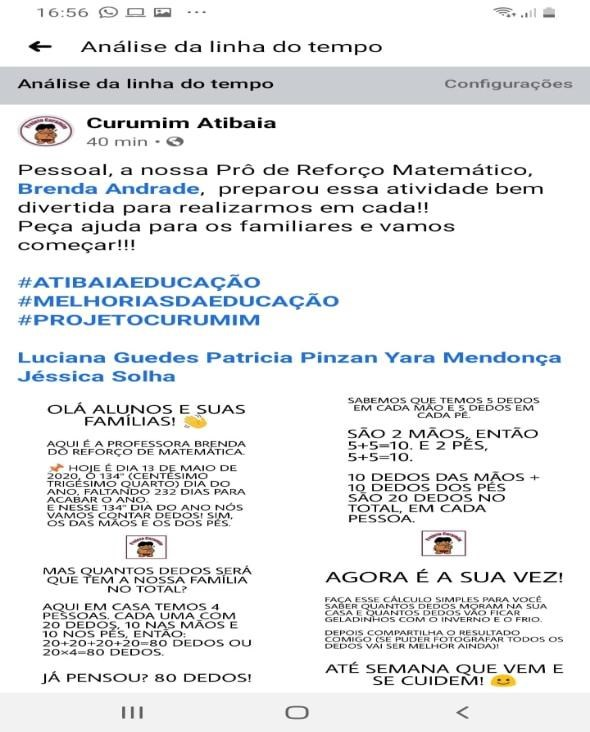 16:56
Análise da linha do tempo
Análise da linha do tempo Configurações
Curumim Atibaia
40 min
Pessoal, a nossa Prô de Reforço Matemático,
Brenda Andrade, preparou essa atividade bem
divertida para realizarmos em cada!!
Peça ajuda para os familiares e vamos
começar!!!
#ATIBAIAEDUCAÇÃO
#MELHORIASDAEDUCAÇÃO
#PROJETOCURUMIM
Luciana Guedes Patricia Pinzan Yara Mendonça
Jéssica Solha
OLÁ ALUNOS E SUAS
FAMÍLIAS! 👏
AQUI É A PROFESSORA BRENDA
DO REFORÇO DE MATEMÁTICA.
📌 HOJE É DIA 13 DE MAIO DE
2020, O 134° (CENTÉSIMO
TRIGÉSIMO QUARTO) DIA DO
ANO, FALTANDO 232 DIAS PARA
ACABAR O ANO.
E NESSE 134° DIA DO ANO NÓS
VAMOS CONTAR DEDOS! SIM,
OS DAS MÃOS E OS DOS PÉS.
MAS QUANTOS DEDOS SERÁ
QUE TEM A NOSSA FAMÍLIA
NO TOTAL?
AQUI EM CASA TEMOS 4
PESSOAS. CADA UMA COM
20 DEDOS, 10 NAS MÃOS E
10 NOS PÉS, ENTÃO:
20+20+20+20=80 DEDOS OU
20×4=80 DEDOS.
JÁ PENSOU? 80 DEDOS!
SABEMOS QUE TEMOS 5 DEDOS
EM CADA MÃO E 5 DEDOS EM
CADA PÉ.
SÃO 2 MÃOS, ENTÃO
5+5=10. E 2 PÉS,
5+5=10.
10 DEDOS DAS MÃOS +
10 DEDOS DOS PÉS
SÃO 20 DEDOS NO
TOTAL, EM CADA
PESSOA.
AGORA É A SUA VEZ!
FAÇA ESSE CÁLCULO SIMPLES PARA VOCÊ
SABER QUANTOS DEDOS MORAM NA SUA
CASA E QUANTOS DEDOS VÃO FICAR
GELADINHOS COM O INVERNO E O FRIO.
DEPOIS COMPARTILHA O RESULTADO
COMIGO (SE PUDER FOTOGRAFAR TODOS OS
DEDOS VAI SER MELHOR AINDA)!
ATÉ SEMANA QUE VEM E
SE CUIDEM! 🙂